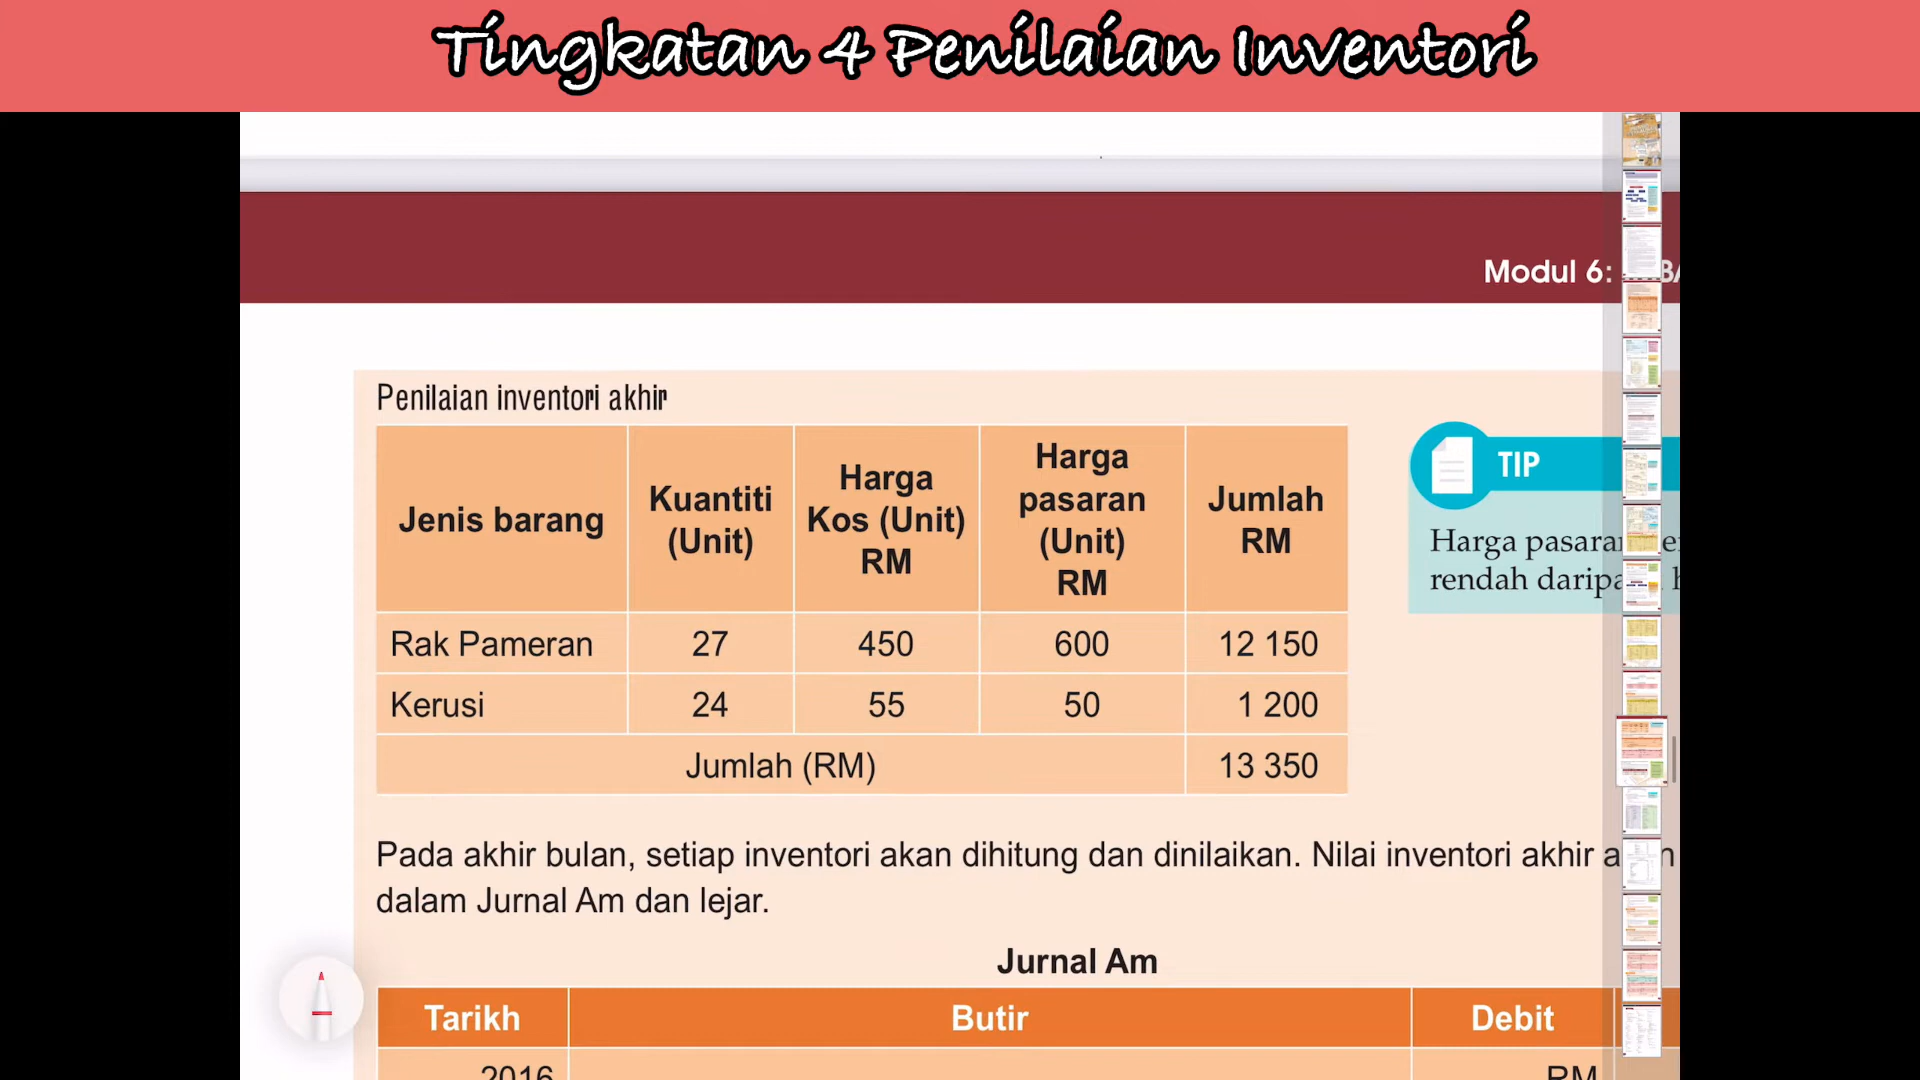 Tingkatan 4 Penilaian Inventori
Modul 6:
Penilaian inventori akhir
Jenis barang
Kuantiti
(Unit)
Harga
Kos (Unit)
RM
Harga
pasaran
(Unit)
RM
Jumlah
RM
Rak Pameran 27 450 600 12 150
Kerusi 24 55 50 1 200
Jumlah (RM) 13 350
TIP
Harga pasaran
rendah daripada
Pada akhir bulan, setiap inventori akan dihitung dan dinilaikan. Nilai inventori akhir
dalam Jurnal Am dan lejar.
Jurnal Am
Tarikh Butir Debit
2016 RM